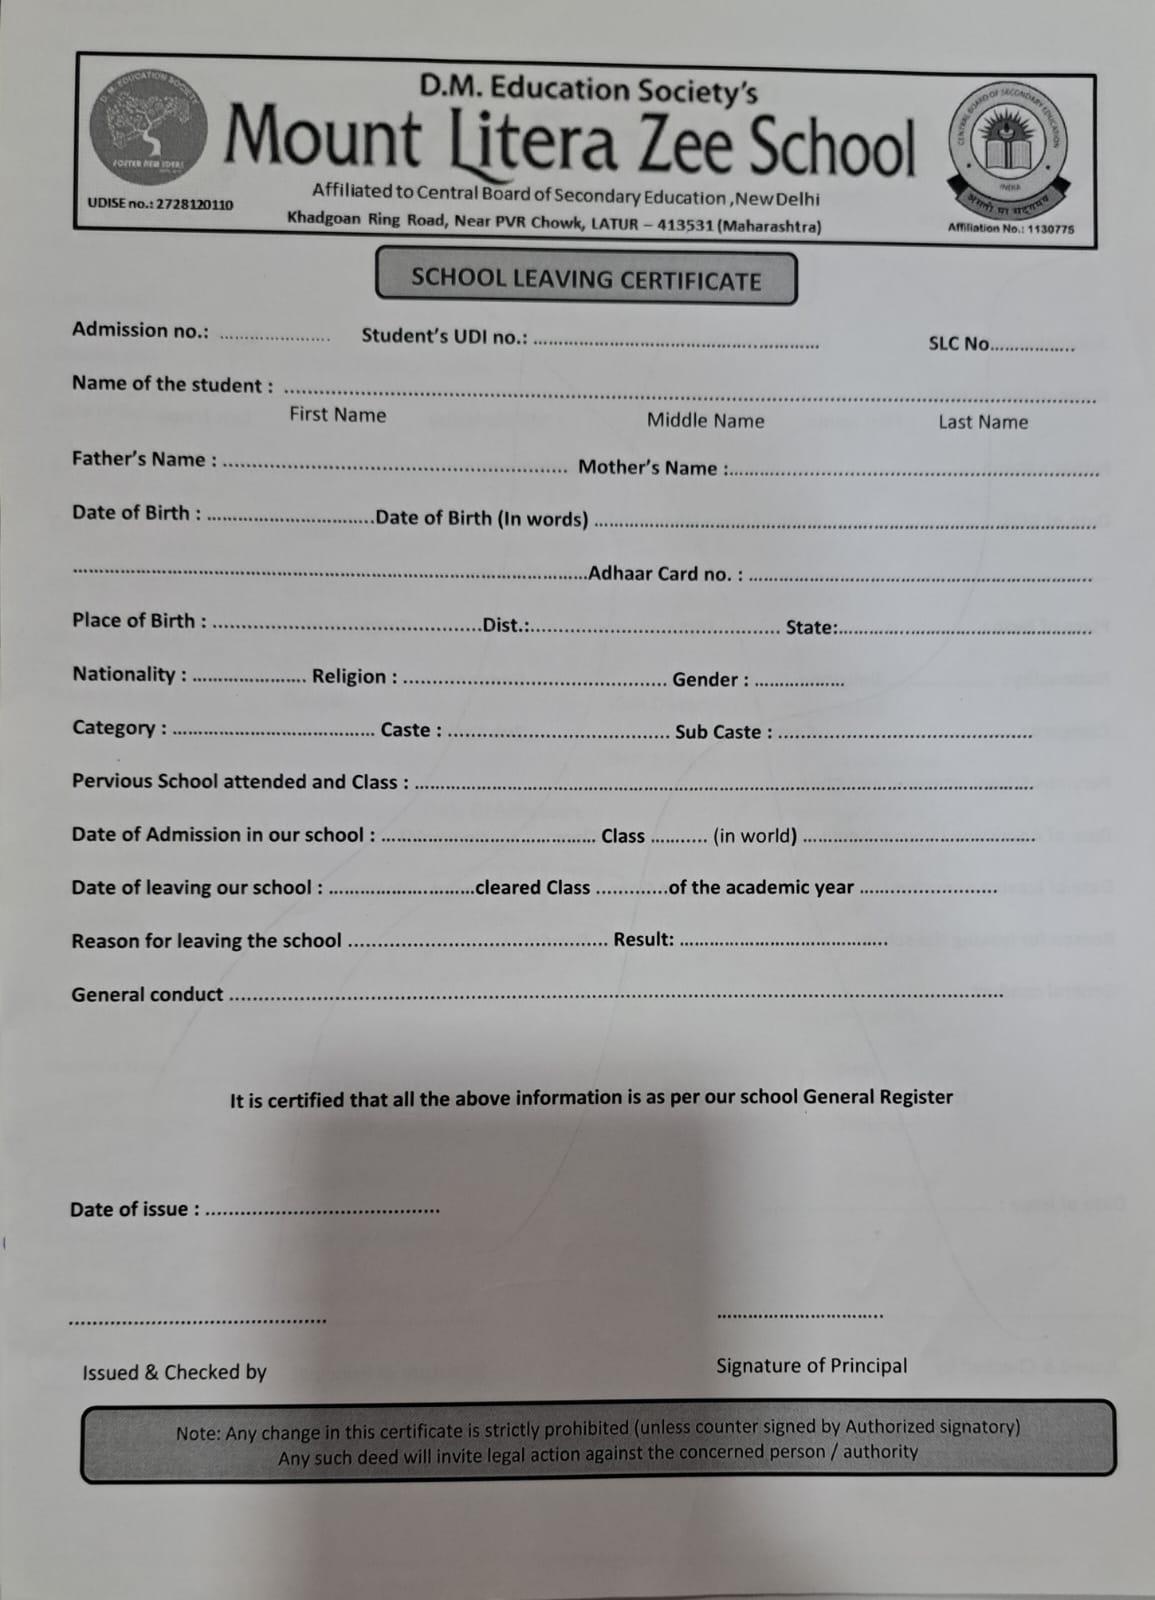 D.M. Education Society's
Mount Litera Zee School
Affiliated to Central Board of Secondary Education ,New Delhi
Khadgoan Ring Road, Near PVR Chowk, LATUR – 413531 (Maharashtra)
D. M. EDUCATION SOCIETY
FOSTER NEW IDEAS
UDISE no.: 2728120110
CENTRAL BOARD OF SECONDARY EDUCATION
INDIA
असतो मा सद्गमय
Affiliation No.: 1130775
SCHOOL LEAVING CERTIFICATE
Admission no.: ..................... Student's UDI no.: ............................................................ SLC No.................
Name of the student : ........................................................................................................................
First Name Middle Name Last Name
Father's Name : ........................................................... Mother's Name :...............................................................
Date of Birth : .............................Date of Birth (In words) .....................................................................................
........................................................................................Adhaar Card no. : ..........................................................
Place of Birth : ..............................................Dist.:........................................... State:...........................................
Nationality : ...................... Religion : ............................................. Gender : .................
Category : .................................. Caste : ...................................... Sub Caste : ...........................................
Pervious School attended and Class : .........................................................................................................
Date of Admission in our school : .................................... Class .......... (in world) .......................................
Date of leaving our school : .........................cleared Class ............of the academic year .......................
Reason for leaving the school ............................................ Result: ...................................
General conduct ....................................................................................................................................
It is certified that all the above information is as per our school General Register
Date of issue : ........................................
............................................ ............................
Issued & Checked by Signature of Principal
Note: Any change in this certificate is strictly prohibited (unless counter signed by Authorized signatory)
Any such deed will invite legal action against the concerned person / authority